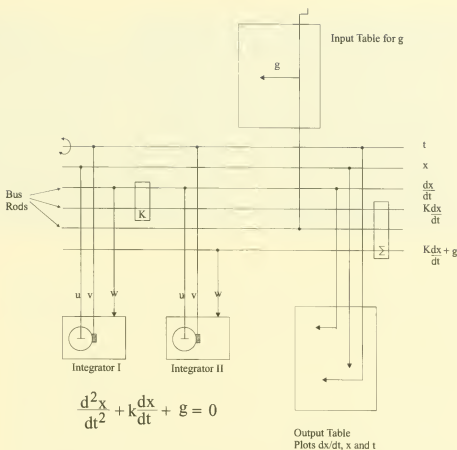 Input Table for g
g
t
x
dx
dt
Kdx
dt
Kdx + g
dt
Bus
Rods
K
Σ
u v w
u v w
Integrator I
Integrator II
d²x/dt² + kdx/dt + g = 0
Output Table
Plots dx/dt, x and t